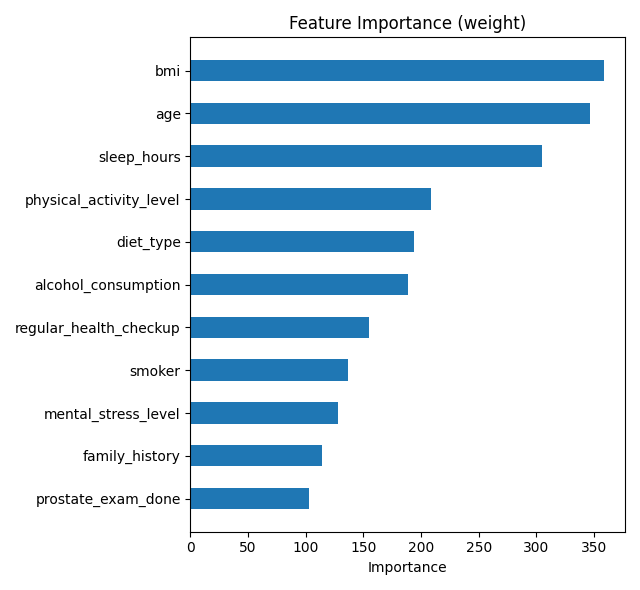 Feature Importance (weight)
bmi
age
sleep_hours
physical_activity_level
diet_type
alcohol_consumption
regular_health_checkup
smoker
mental_stress_level
family_history
prostate_exam_done
0 50 100 150 200 250 300 350
Importance